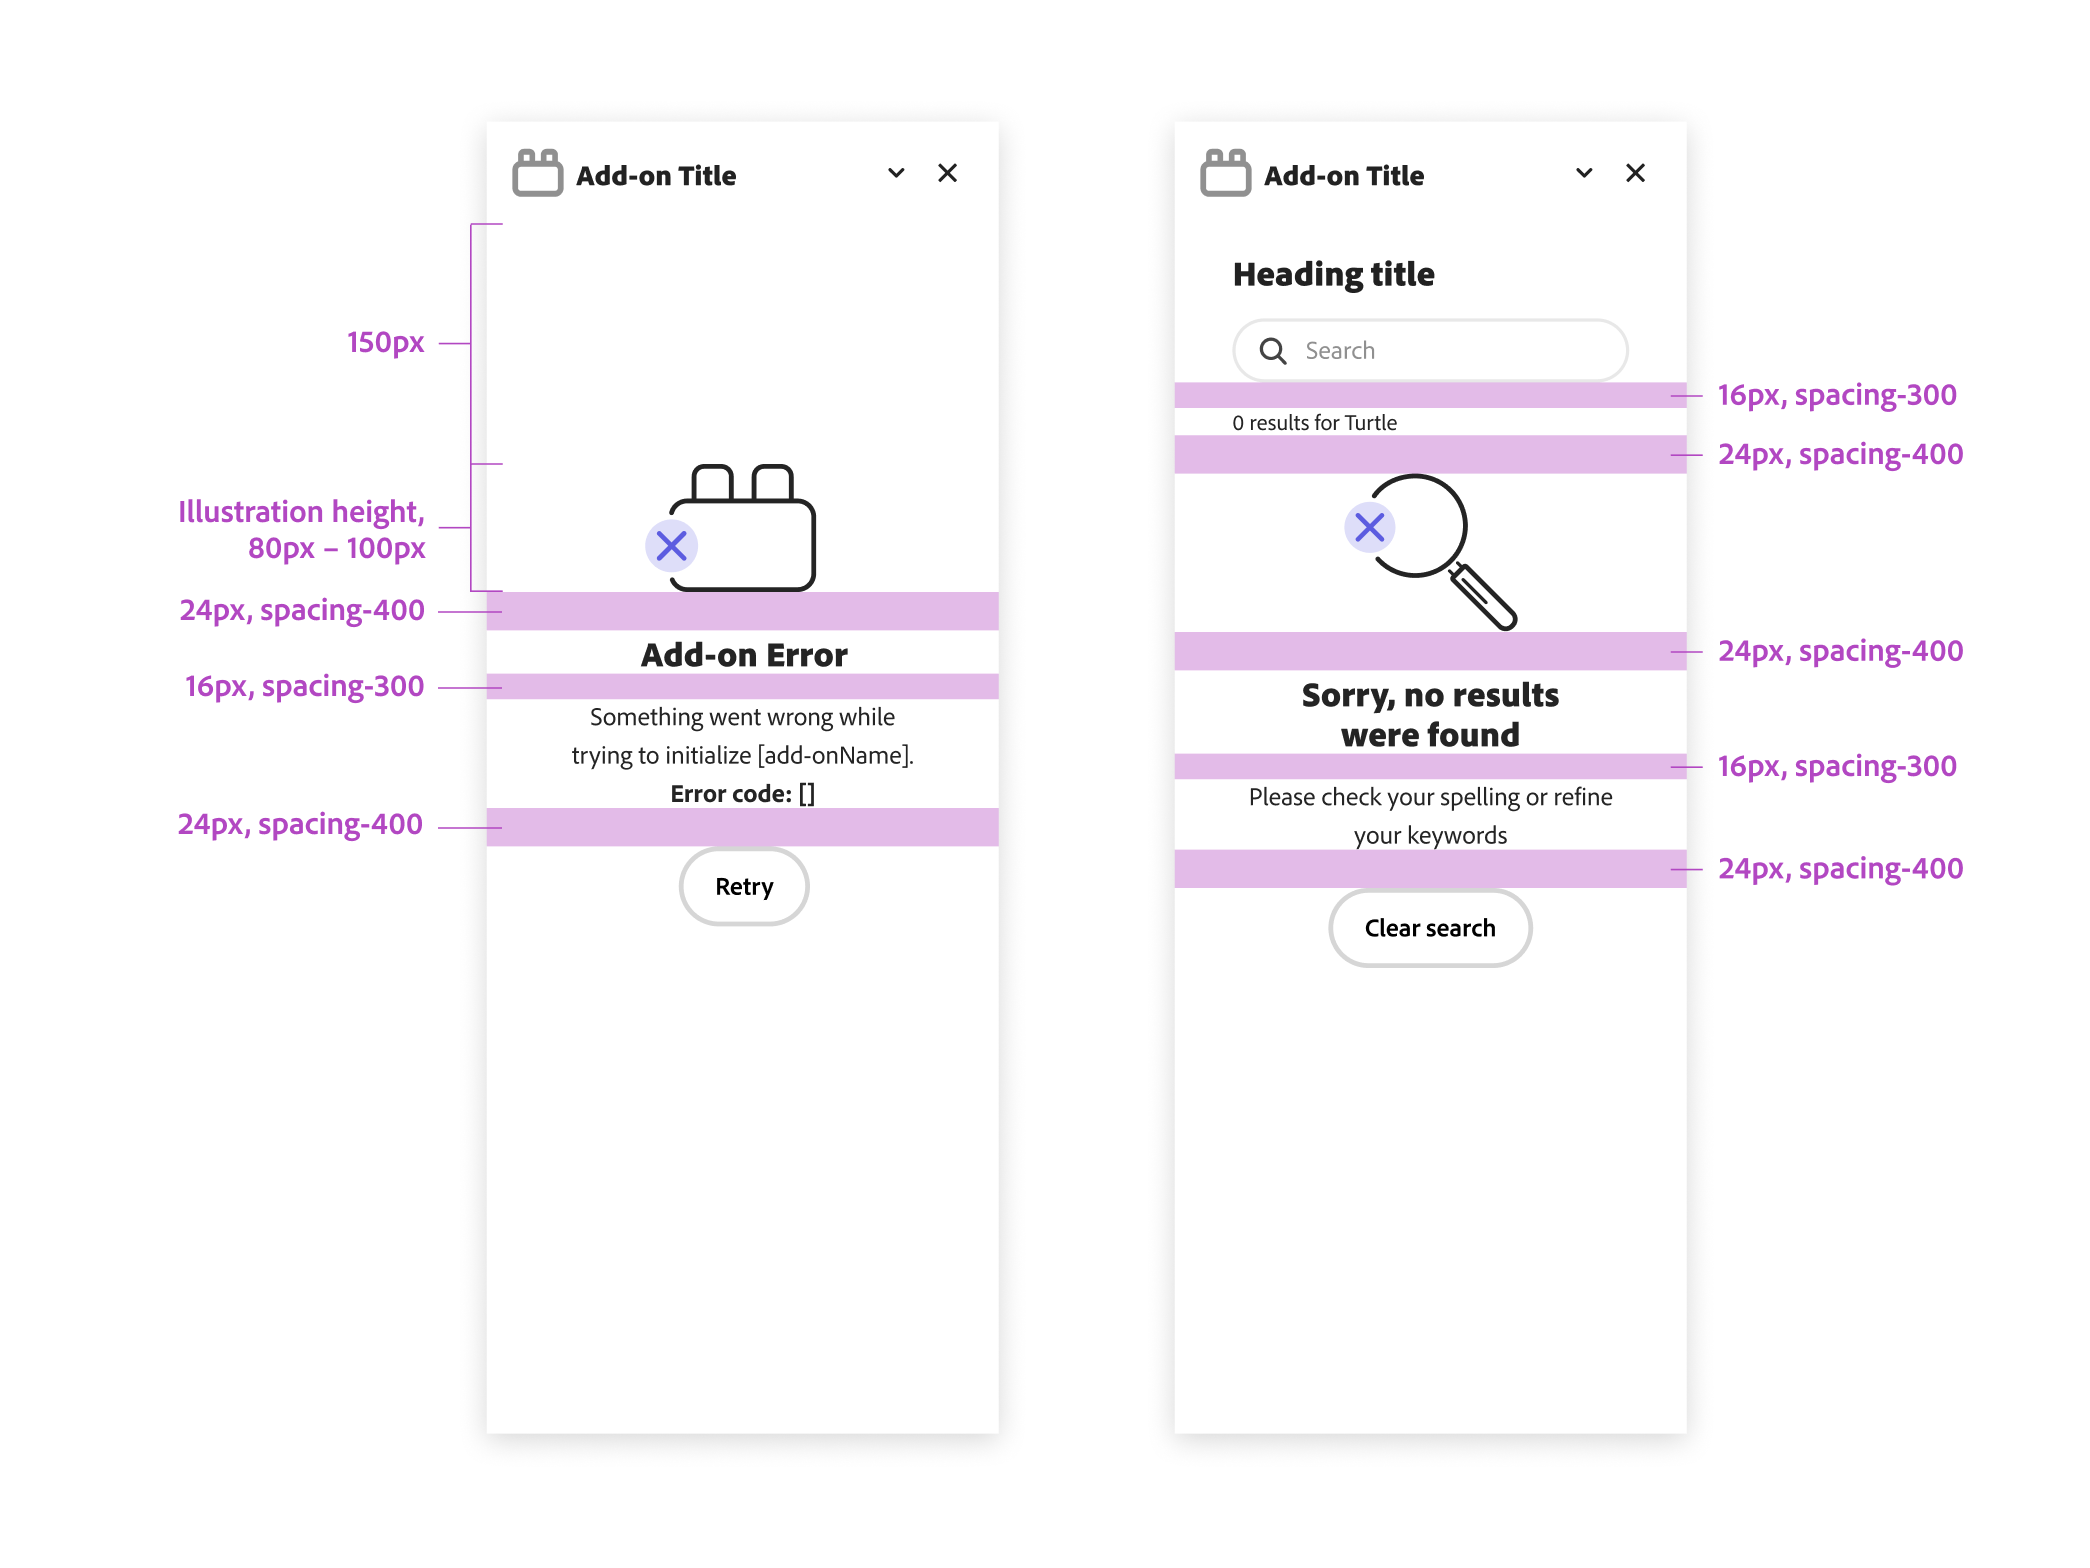 Add-on Title
150px
Illustration height,
80px – 100px
24px, spacing-400
Add-on Error
16px, spacing-300
Something went wrong while
trying to initialize [add-onName].
Error code: []
24px, spacing-400
Retry
Add-on Title
Heading title
Search
16px, spacing-300
0 results for Turtle
24px, spacing-400
24px, spacing-400
Sorry, no results
were found
16px, spacing-300
Please check your spelling or refine
your keywords
24px, spacing-400
Clear search